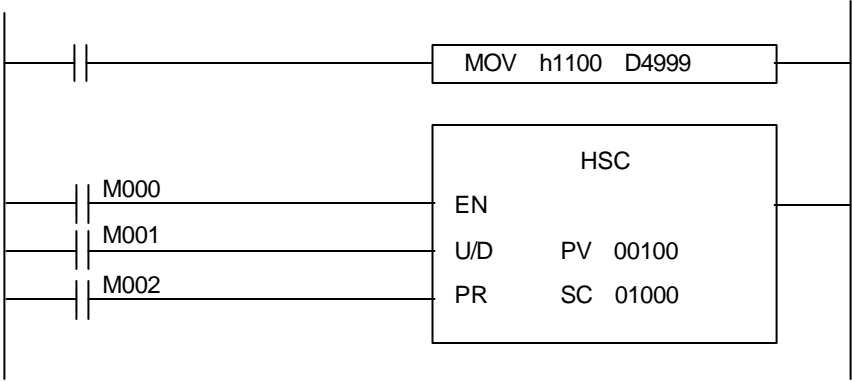 MOV h1100 D4999
HSC
M000
EN
M001
U/D PV 00100
M002
PR SC 01000